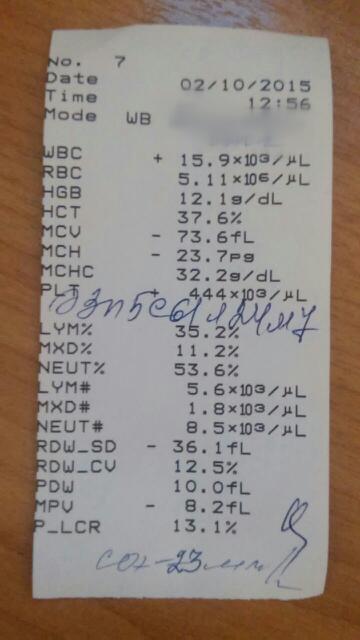 No. 7
Date 02/10/2015
Time 12:56
Mode WB
WBC + 15.9×10³/µL
RBC 5.11×10⁶/µL
HGB 12.1g/dL
HCT 37.6%
MCV - 73.6fL
MCH - 23.7pg
MCHC 32.2g/dL
PLT + 444×10³/µL
э3п5с61л24м7
LYM% 35.2%
MXD% 11.2%
NEUT% 53.6%
LYM# 5.6×10³/µL
MXD# 1.8×10³/µL
NEUT# 8.5×10³/µL
RDW_SD - 36.1fL
RDW_CV 12.5%
PDW 10.0fL
MPV - 8.2fL
P_LCR 13.1%
соэ-23мм